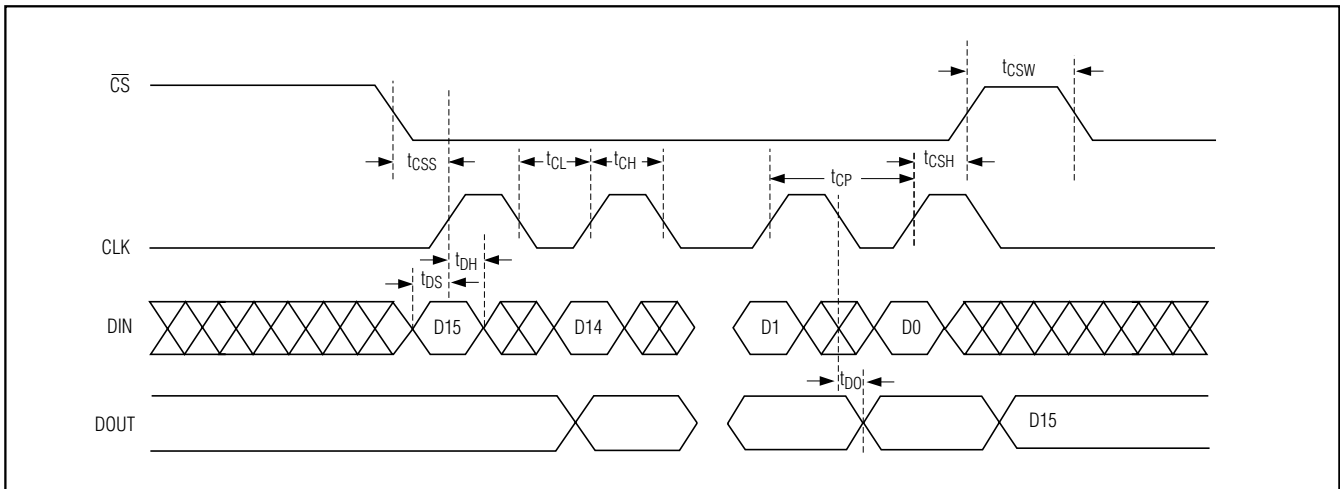 CS
tCSW
tCSS
tCL
tCH
tCSH
tCP
CLK
tDH
tDS
DIN
D15
D14
D1
D0
tDO
DOUT
D15